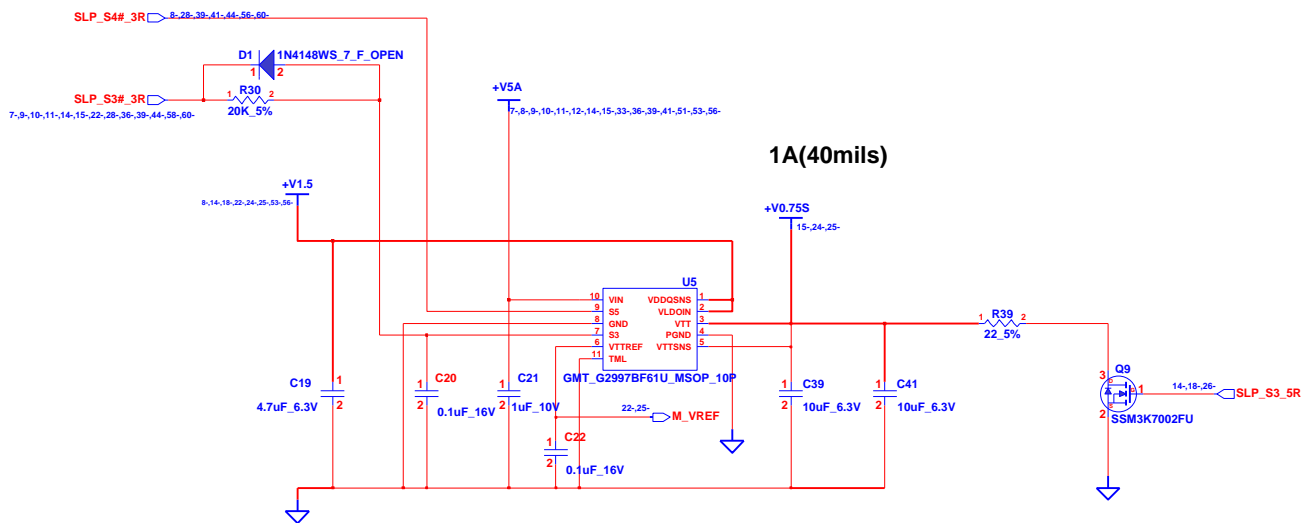 SLP_S4#_3R 8-,28-,39-,41-,44-,56-,60-
D1 1N4148WS_7_F_OPEN
1 2
SLP_S3#_3R 1 R30 2
20K_5%
7-,9-,10-,11-,14-,15-,22-,28-,36-,39-,44-,58-,60-
+V5A
7-,8-,9-,10-,11-,12-,14-,15-,33-,36-,39-,41-,51-,53-,56-
1A(40mils)
+V1.5
8-,14-,18-,22-,24-,25-,53-,56-
+V0.75S
15-,24-,25-
U5
10 VIN VDDQSNS 1
9 S5 VLDOIN 2
8 GND VTT 3
7 S3 PGND 4
6 VTTREF VTTSNS 5
11 TML
GMT_G2997BF61U_MSOP_10P
1 R39 2
22_5%
C19 1
2
4.7uF_6.3V
1 C20
2
0.1uF_16V
1 C21
2
1uF_10V
22-,25-
M_VREF
1 C22
2
0.1uF_16V
1 C39
2
10uF_6.3V
1 C41
2
10uF_6.3V
Q9
3
1
2
SSM3K7002FU
14-,18-,26-
SLP_S3_5R